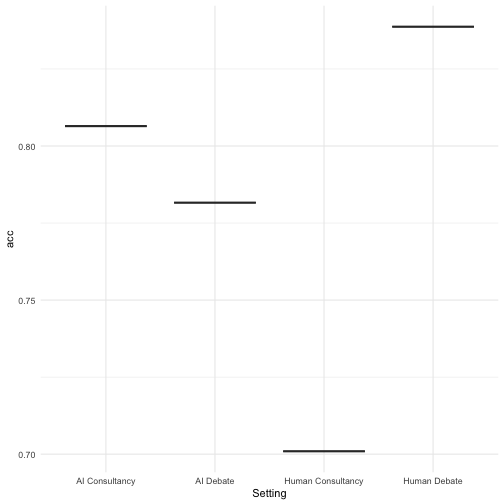 0.80
acc
0.75
0.70
AI Consultancy AI Debate Human Consultancy Human Debate
Setting